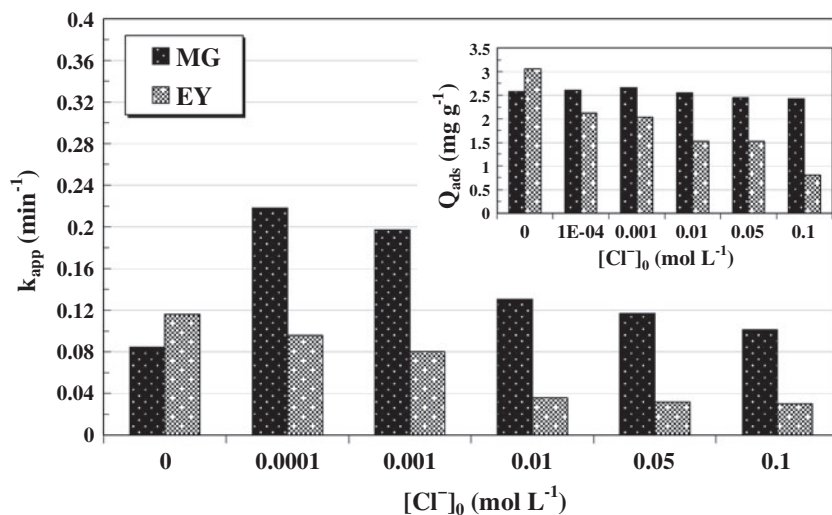 0.4
0.36
0.32
0.28
0.24
0.2
0.16
0.12
0.08
0.04
0
k_app (min⁻¹)
MG
EY
0 0.0001 0.001 0.01 0.05 0.1
[Cl⁻]₀ (mol L⁻¹)
3.5
3
2.5
2
1.5
1
0.5
0
Q_ads (mg g⁻¹)
0 1E-04 0.001 0.01 0.05 0.1
[Cl⁻]₀ (mol L⁻¹)